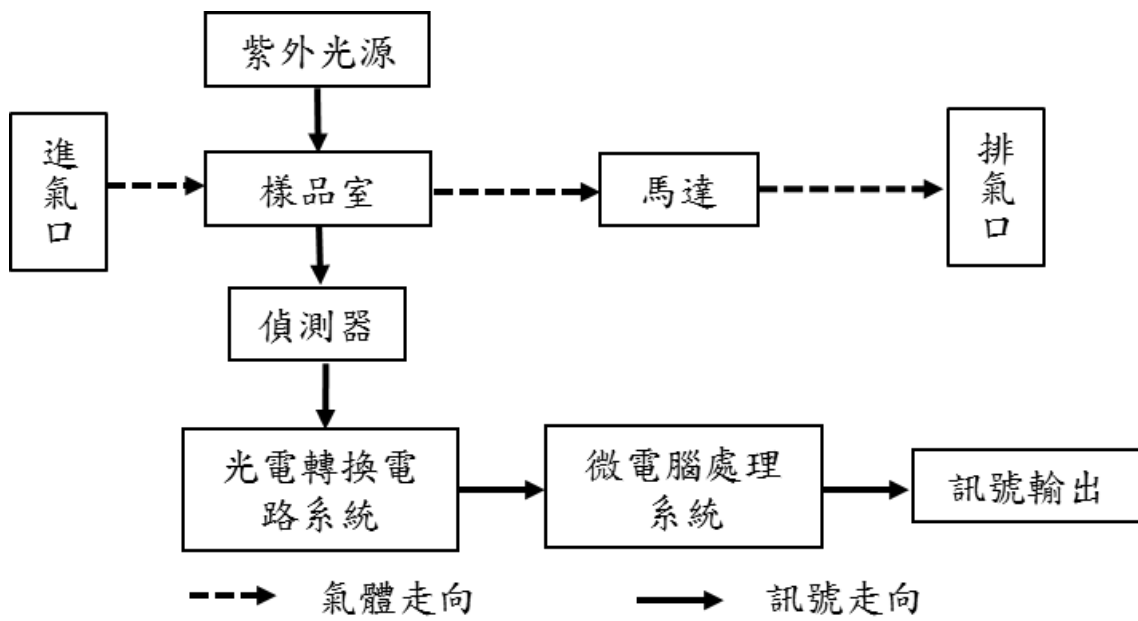 紫外光源
進氣口
樣品室
馬達
排氣口
偵測器
光電轉換電
路系統
微電腦處理
系統
訊號輸出
氣體走向
訊號走向